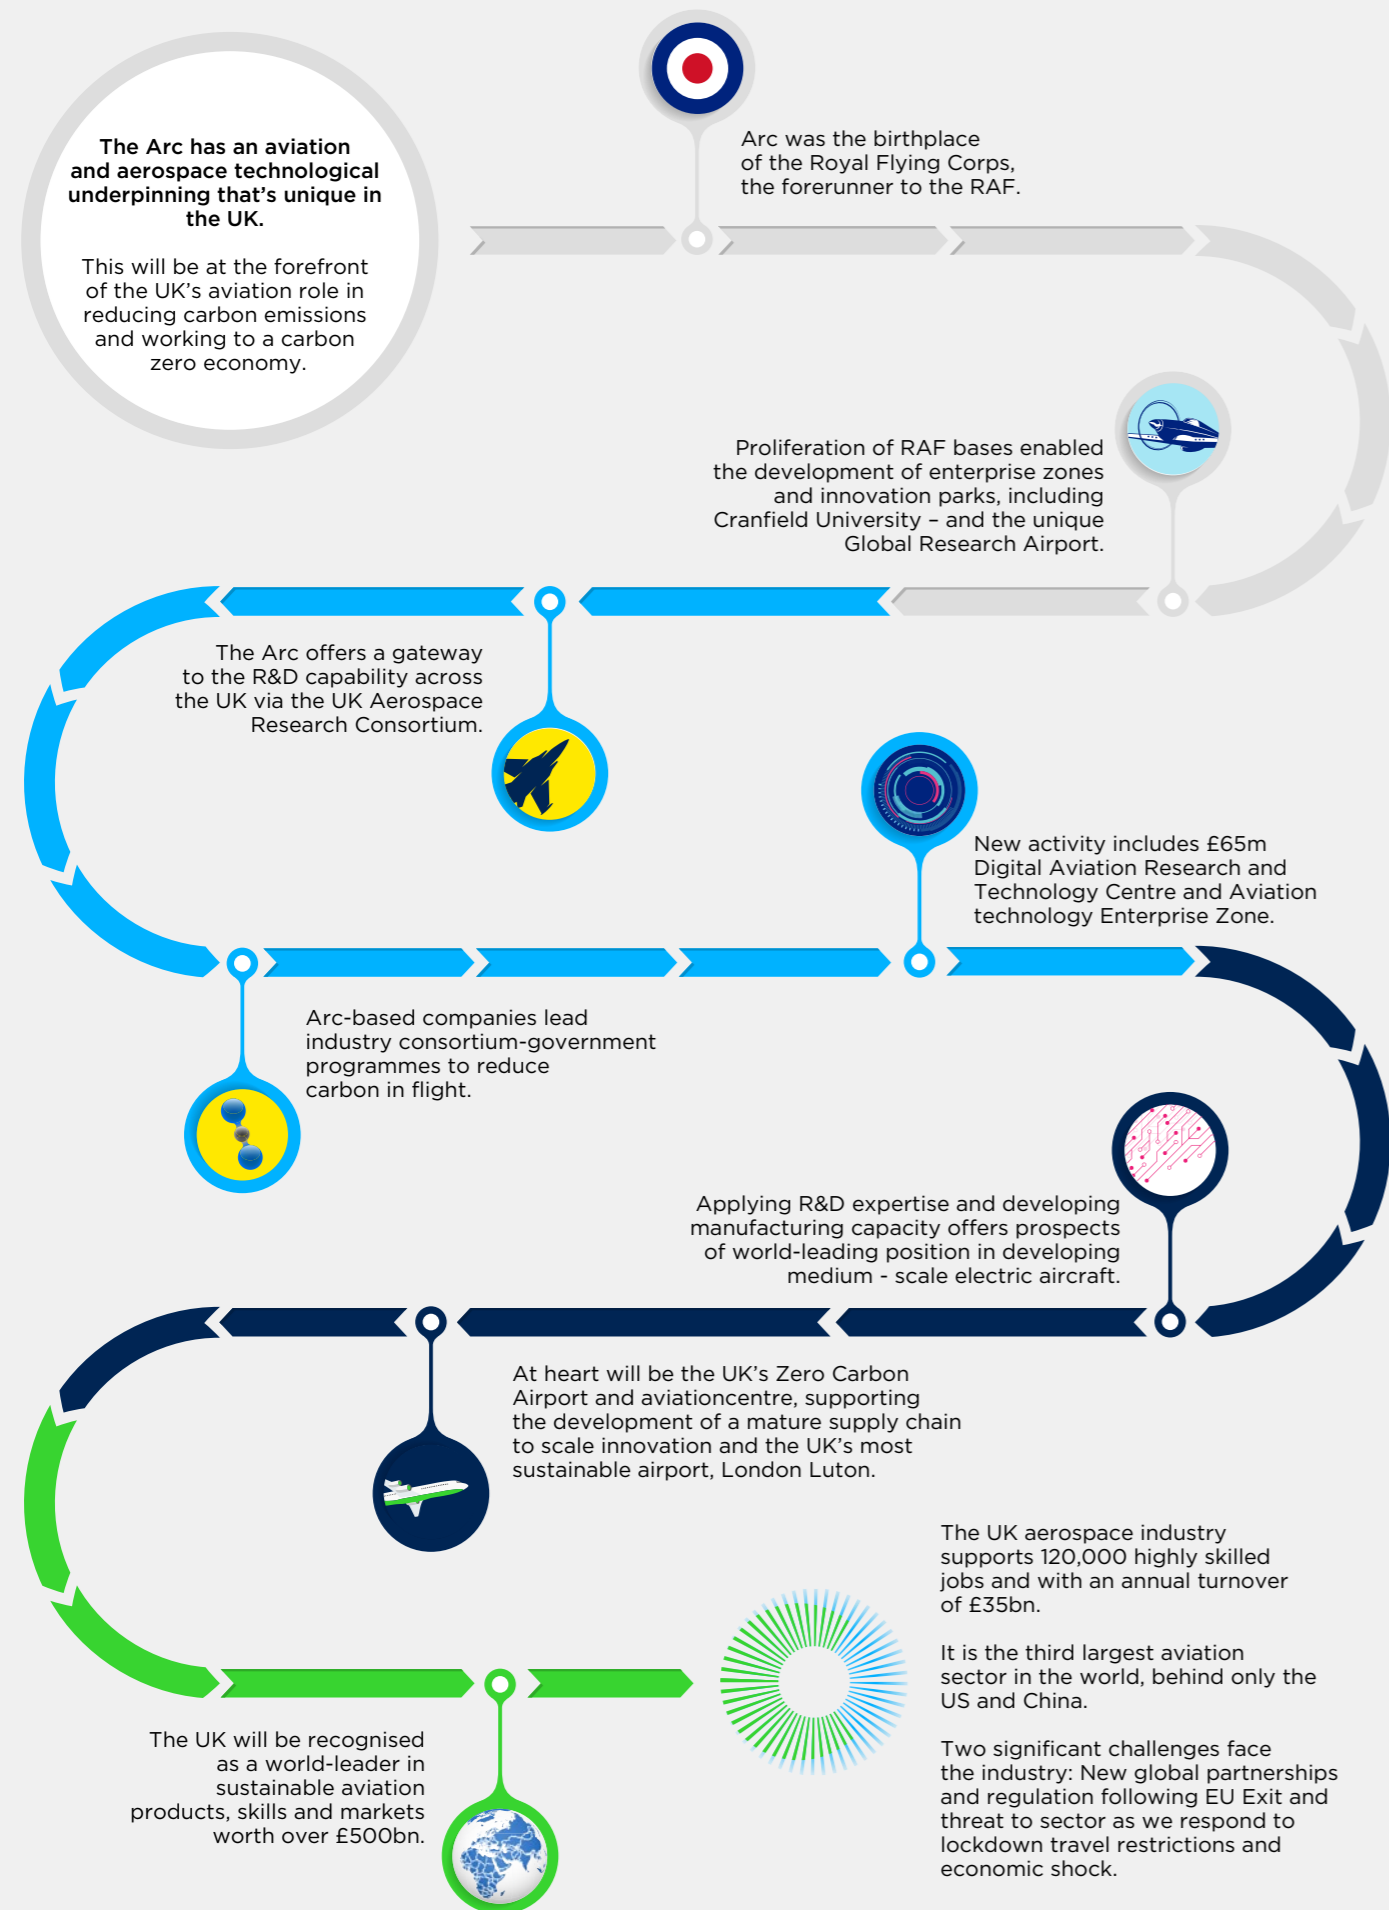 The Arc has an aviation
and aerospace technological
underpinning that's unique in
the UK.
This will be at the forefront
of the UK's aviation role in
reducing carbon emissions
and working to a carbon
zero economy.
Arc was the birthplace
of the Royal Flying Corps,
the forerunner to the RAF.
Proliferation of RAF bases enabled
the development of enterprise zones
and innovation parks, including
Cranfield University – and the unique
Global Research Airport.
The Arc offers a gateway
to the R&D capability across
the UK via the UK Aerospace
Research Consortium.
New activity includes £65m
Digital Aviation Research and
Technology Centre and Aviation
technology Enterprise Zone.
Arc-based companies lead
industry consortium-government
programmes to reduce
carbon in flight.
Applying R&D expertise and developing
manufacturing capacity offers prospects
of world-leading position in developing
medium - scale electric aircraft.
At heart will be the UK's Zero Carbon
Airport and aviationcentre, supporting
the development of a mature supply chain
to scale innovation and the UK's most
sustainable airport, London Luton.
The UK will be recognised
as a world-leader in
sustainable aviation
products, skills and markets
worth over £500bn.
The UK aerospace industry
supports 120,000 highly skilled
jobs and with an annual turnover
of £35bn.
It is the third largest aviation
sector in the world, behind only the
US and China.
Two significant challenges face
the industry: New global partnerships
and regulation following EU Exit and
threat to sector as we respond to
lockdown travel restrictions and
economic shock.